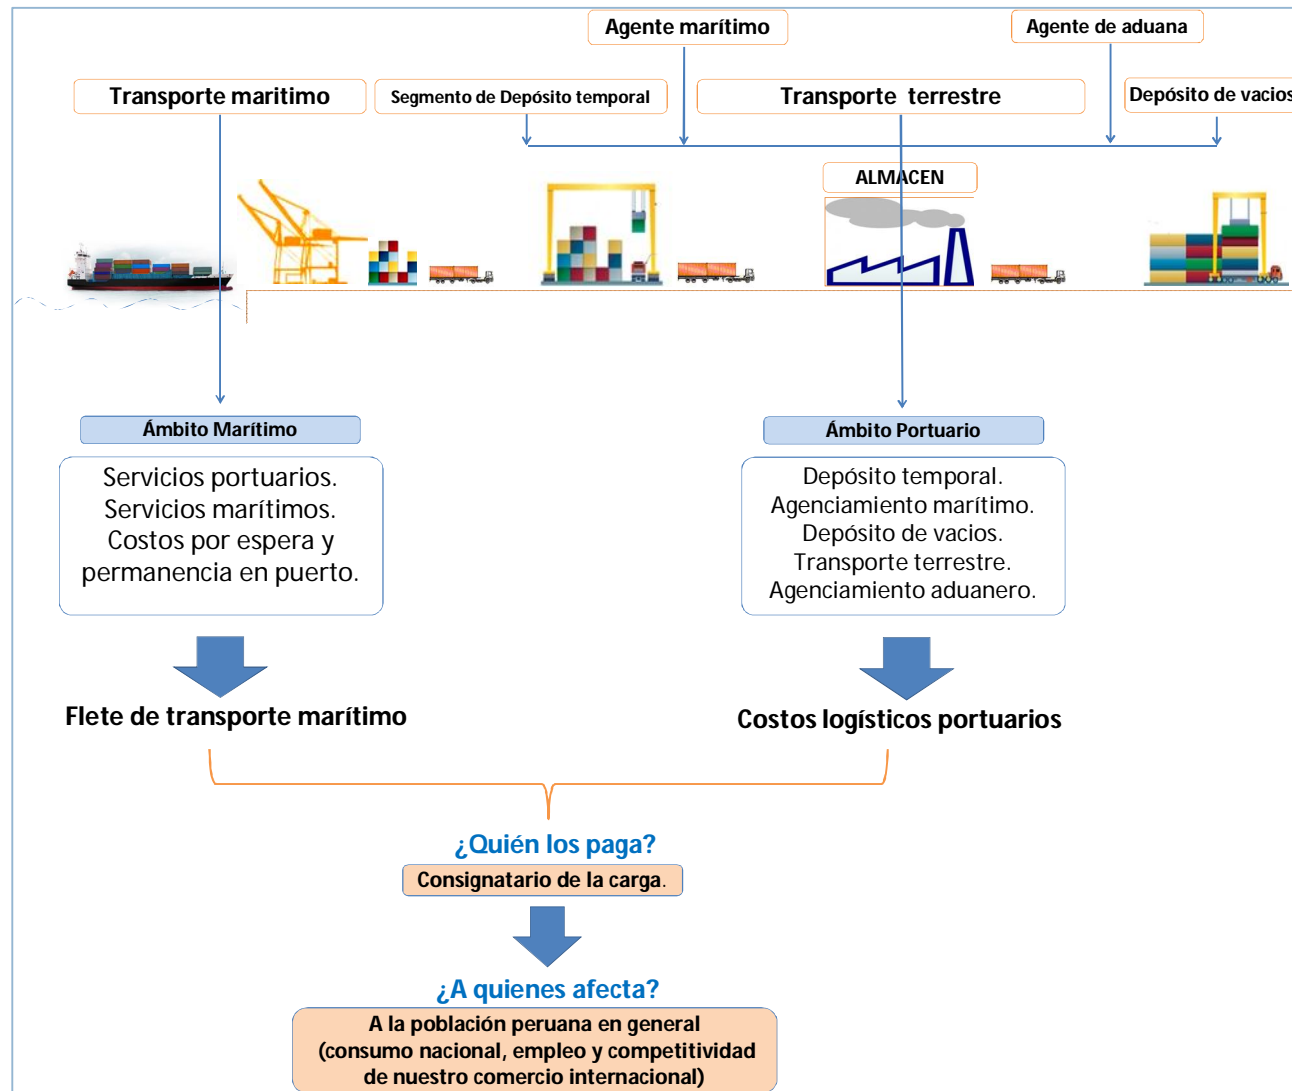 Agente marítimo
Agente de aduana
Transporte maritimo
Segmento de Depósito temporal
Transporte terrestre
Depósito de vacios
ALMACEN
Ámbito Marítimo
Servicios portuarios.
Servicios marítimos.
Costos por espera y
permanencia en puerto.
Ámbito Portuario
Depósito temporal.
Agenciamiento marítimo.
Depósito de vacios.
Transporte terrestre.
Agenciamiento aduanero.
Flete de transporte marítimo
Costos logísticos portuarios
¿Quién los paga?
Consignatario de la carga.
¿A quienes afecta?
A la población peruana en general
(consumo nacional, empleo y competitividad
de nuestro comercio internacional)